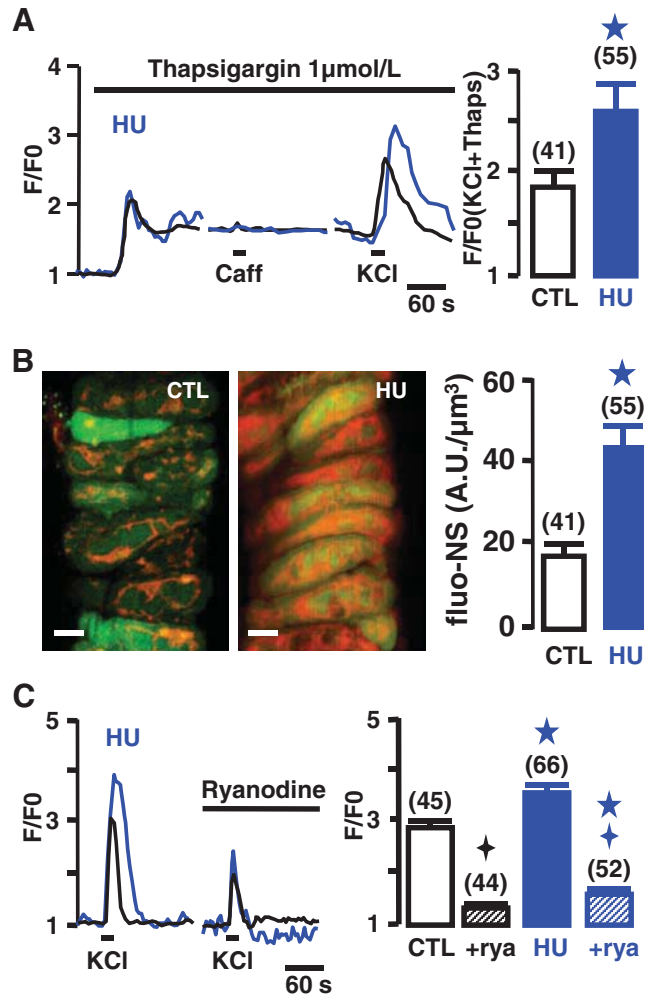 A
Thapsigargin 1µmol/L
HU
F/F0
4
3
2
1
Caff
KCl
60 s
F/F0(KCl+Thaps)
3
2
1
(41)
(55)
CTL
HU
B
CTL
HU
fluo-NS (A.U./µm³)
60
40
20
0
(41)
(55)
CTL
HU
C
F/F0
5
3
1
HU
Ryanodine
KCl
KCl
60 s
F/F0
5
3
1
(45)
(44)
(66)
(52)
CTL
+rya
HU
+rya